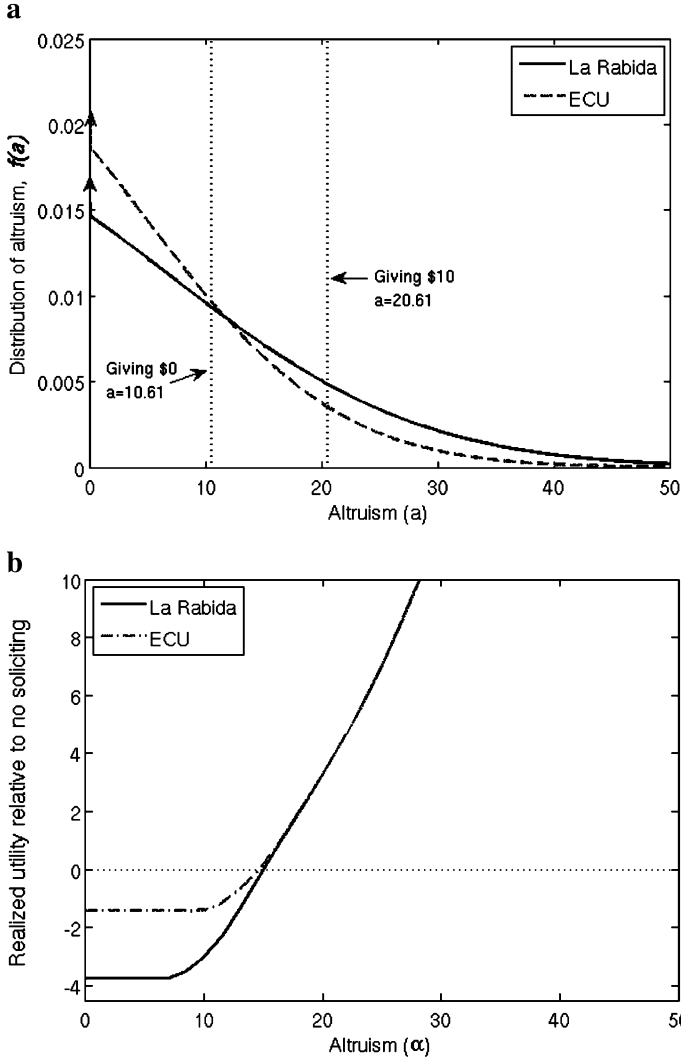 a
0.025
0.02
0.015
0.01
0.005
0
Distribution of altruism, f(a)
La Rabida
ECU
Giving $10
a=20.61
Giving $0
a=10.61
0 10 20 30 40 50
Altruism (a)
b
10
8
6
4
2
0
-2
-4
Realized utility relative to no soliciting
La Rabida
ECU
0 10 20 30 40 50
Altruism (α)